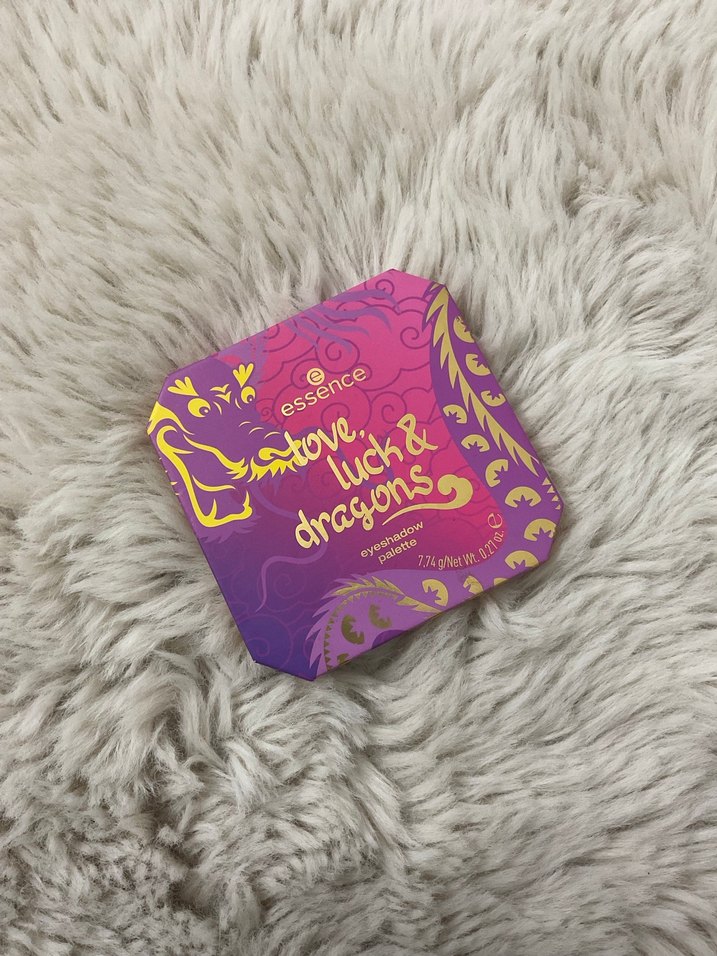 essence
love,
luck &
dragons
eyeshadow
palette
7,74 g/Net Wt. 0.27 oz. ℮